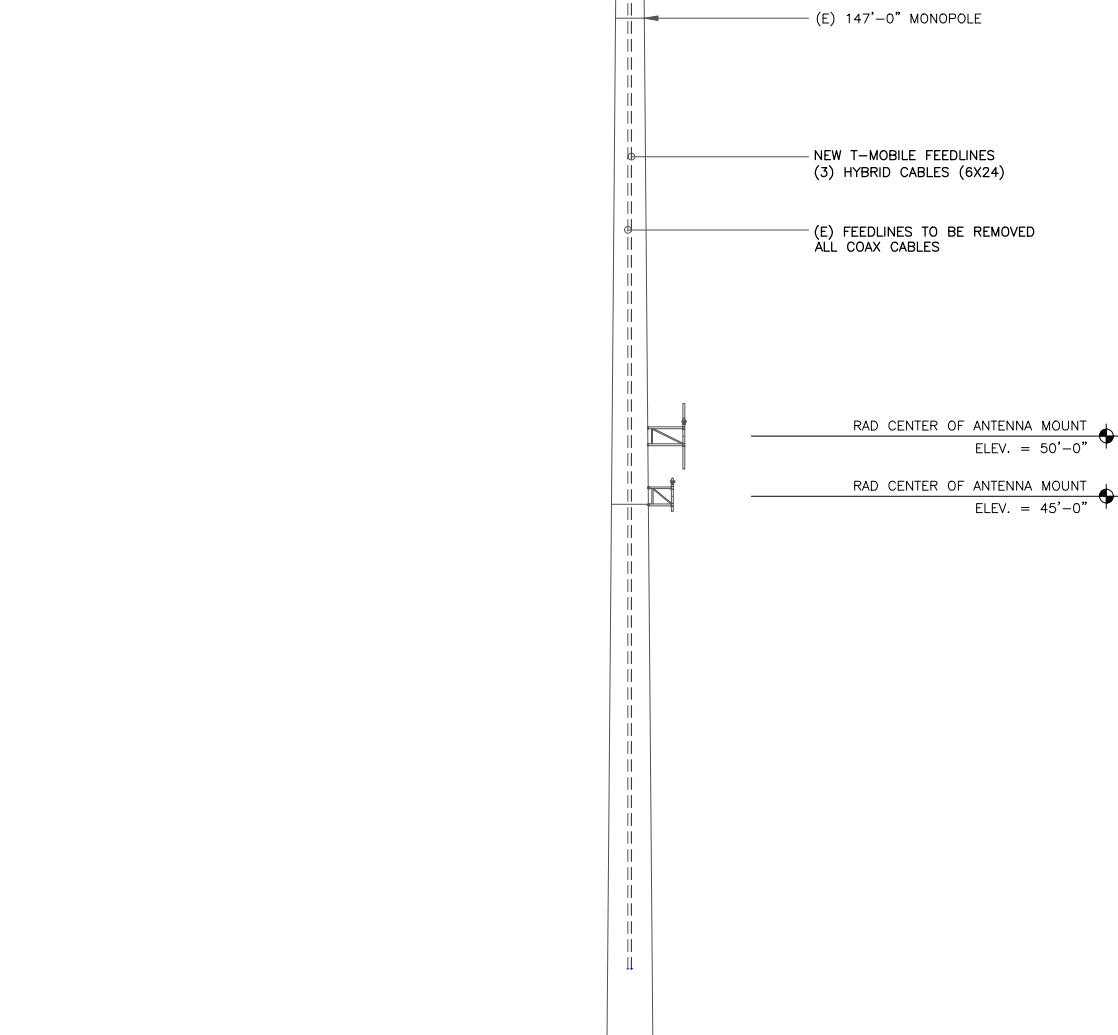 (E) 147'-0" MONOPOLE
NEW T-MOBILE FEEDLINES
(3) HYBRID CABLES (6X24)
(E) FEEDLINES TO BE REMOVED
ALL COAX CABLES
RAD CENTER OF ANTENNA MOUNT
ELEV. = 50'-0"
RAD CENTER OF ANTENNA MOUNT
ELEV. = 45'-0"